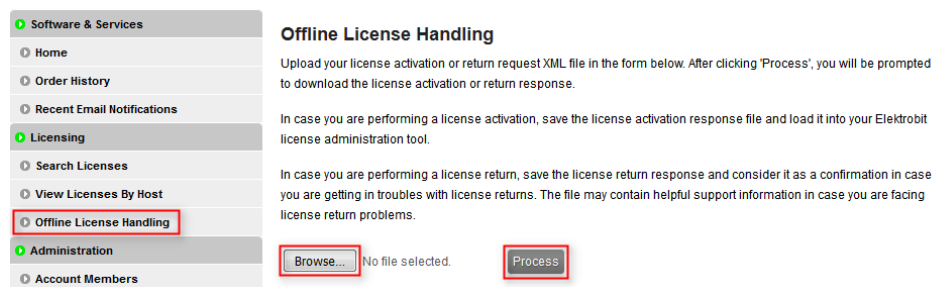 Software & Services
Home
Order History
Recent Email Notifications
Licensing
Search Licenses
View Licenses By Host
Offline License Handling
Administration
Account Members
Offline License Handling
Upload your license activation or return request XML file in the form below. After clicking 'Process', you will be prompted
to download the license activation or return response.
In case you are performing a license activation, save the license activation response file and load it into your Elektrobit
license administration tool.
In case you are performing a license return, save the license return response and consider it as a confirmation in case
you are getting in troubles with license returns. The file may contain helpful support information in case you are facing
license return problems.
Browse... No file selected. Process